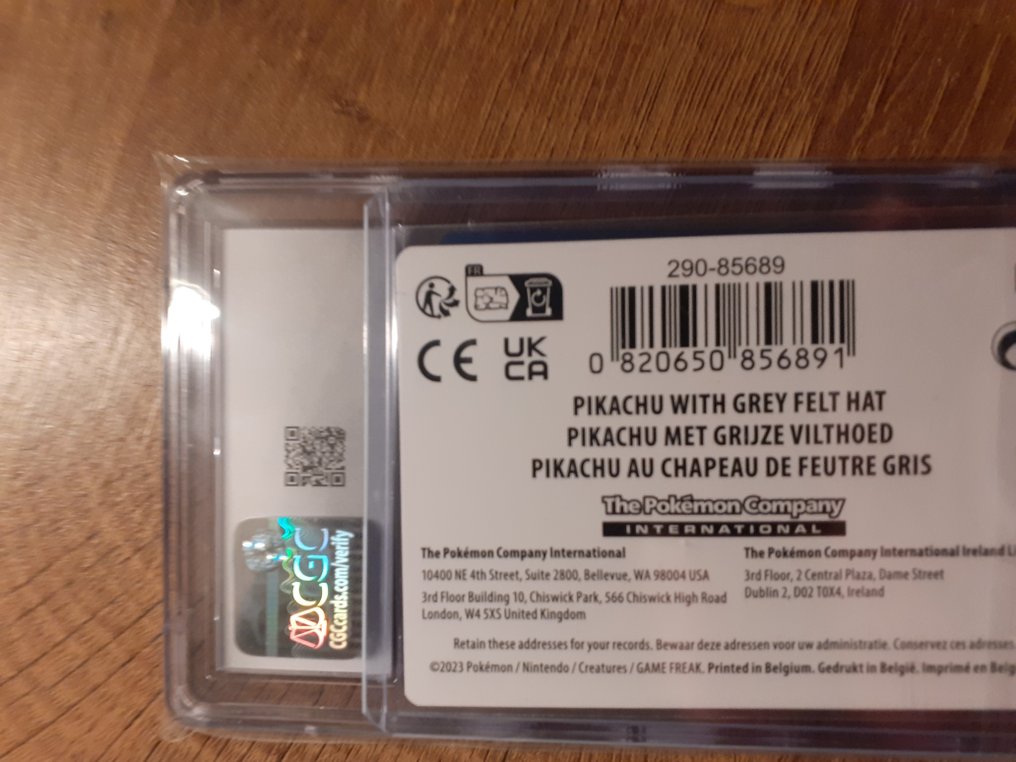 FR
290-85689
0 820650 856891
CE
UK
CA
PIKACHU WITH GREY FELT HAT
PIKACHU MET GRIJZE VILTHOED
PIKACHU AU CHAPEAU DE FEUTRE GRIS
The Pokémon Company
INTERNATIONAL
The Pokémon Company International
10400 NE 4th Street, Suite 2800, Bellevue, WA 98004 USA
3rd Floor Building 10, Chiswick Park, 566 Chiswick High Road
London, W4 5XS United Kingdom
The Pokémon Company International Ireland
3rd Floor, 2 Central Plaza, Dame Street
Dublin 2, D02 T0X4, Ireland
Retain these addresses for your records. Bewaar deze adressen voor uw administratie. Conservez ces adresses
©2023 Pokémon / Nintendo / Creatures / GAME FREAK. Printed in Belgium. Gedrukt in België. Imprimé en
CGC
CGCcards.com/verify